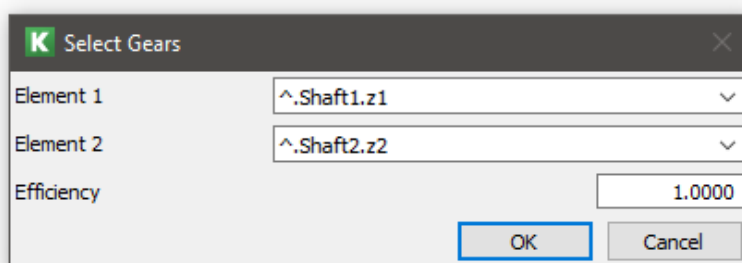 K Select Gears
Element 1 ^.Shaft1.z1
Element 2 ^.Shaft2.z2
Efficiency 1.0000
OK Cancel